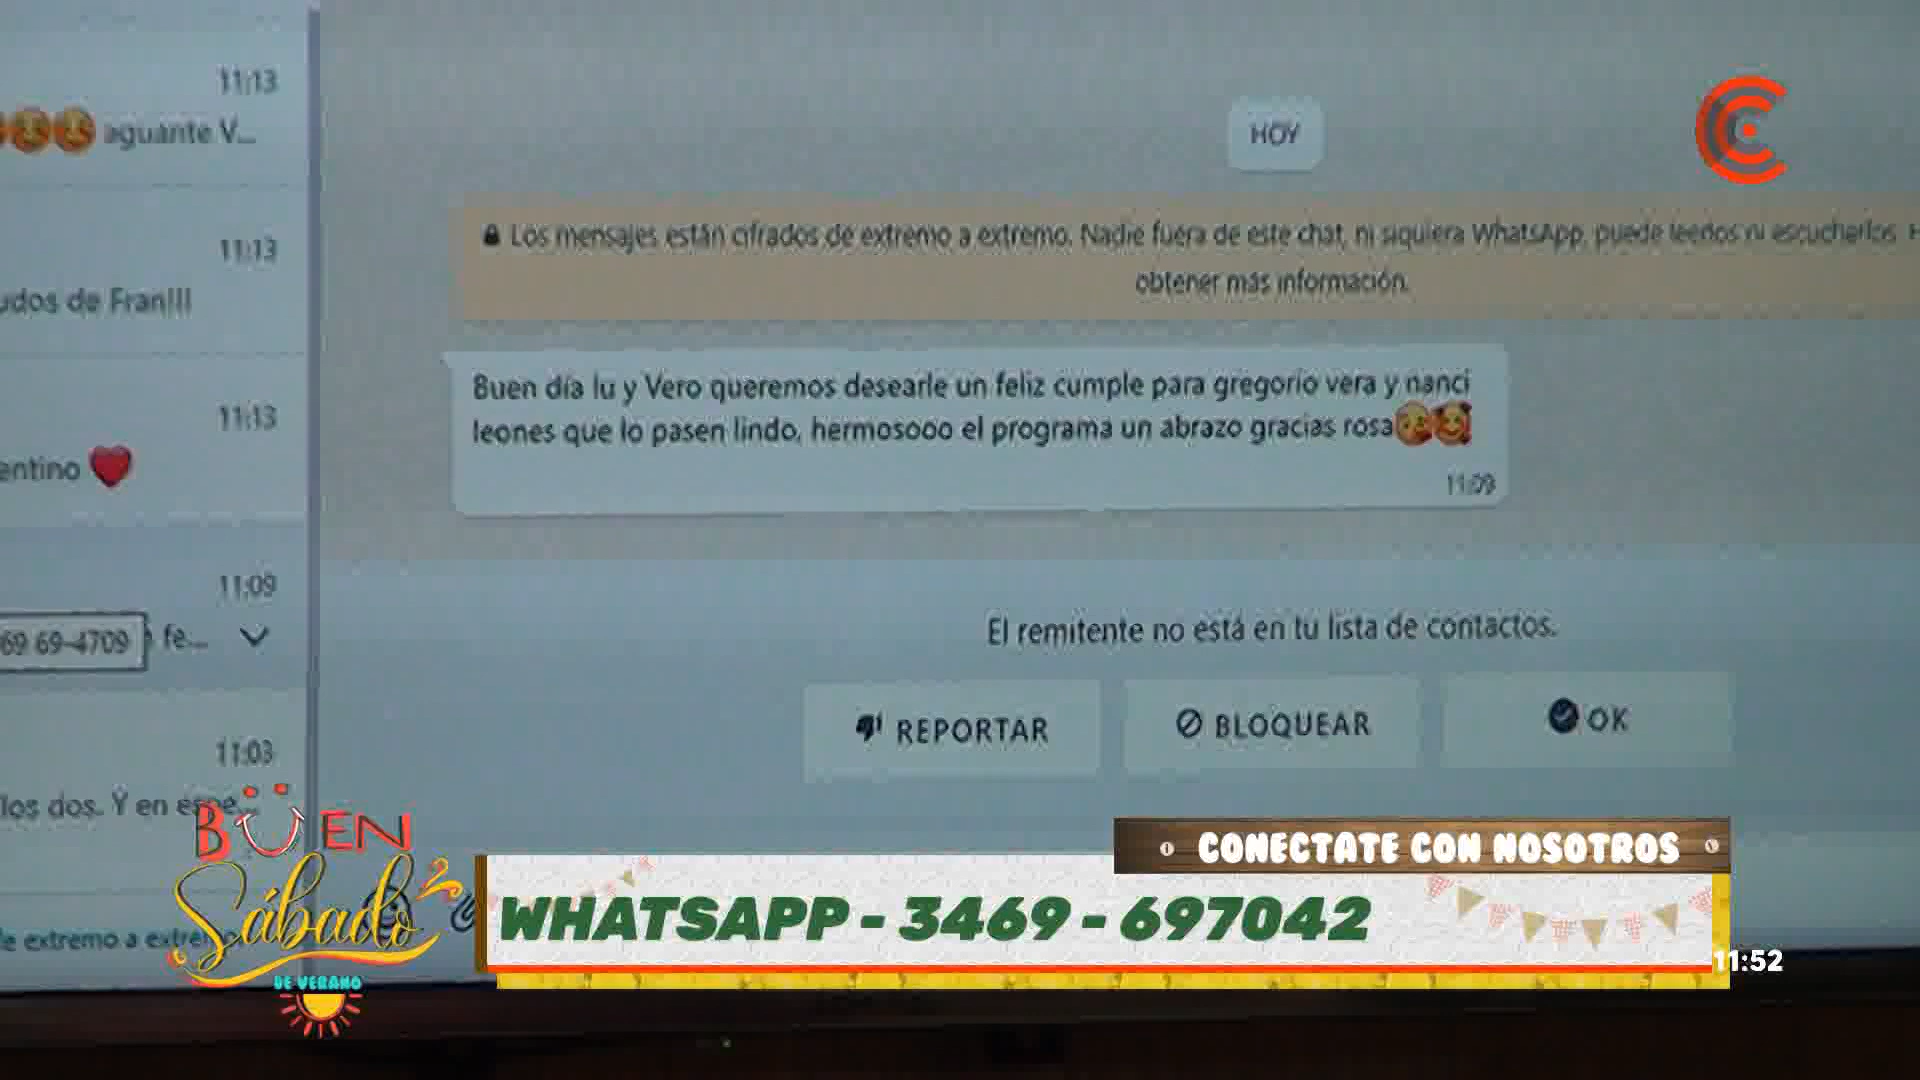 11:13
aguante V...
11:13
udos de Fran!!!
11:13
entino
11:09
69 69-4709
fe...
11:03
los dos. Y en espe...
de extremo a extremo
HOY
Los mensajes están cifrados de extremo a extremo. Nadie fuera de este chat, ni siquiera WhatsApp, puede leerlos ni escucharlos. H
obtener más información.
Buen día lu y Vero queremos desearle un feliz cumple para gregorio vera y nanci
leones que lo pasen lindo, hermosooo el programa un abrazo gracias rosa
11:09
El remitente no está en tu lista de contactos.
REPORTAR
BLOQUEAR
OK
BUEN
Sábado
DE VERANO
CONECTATE CON NOSOTROS
WHATSAPP - 3469 - 697042
11:52